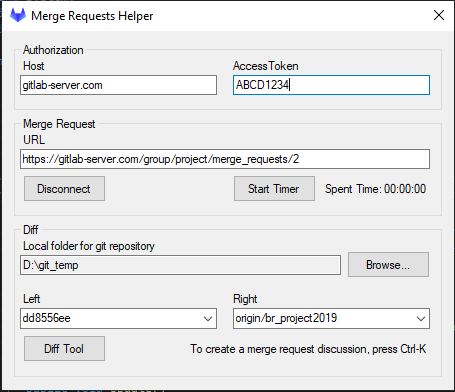 Merge Requests Helper
Authorization
Host AccessToken
gitlab-server.com ABCD1234
Merge Request
URL
https://gitlab-server.com/group/project/merge_requests/2
Disconnect Start Timer Spent Time: 00:00:00
Diff
Local folder for git repository
D:\git_temp Browse...
Left Right
dd8556ee origin/br_project2019
Diff Tool To create a merge request discussion, press Ctrl-K